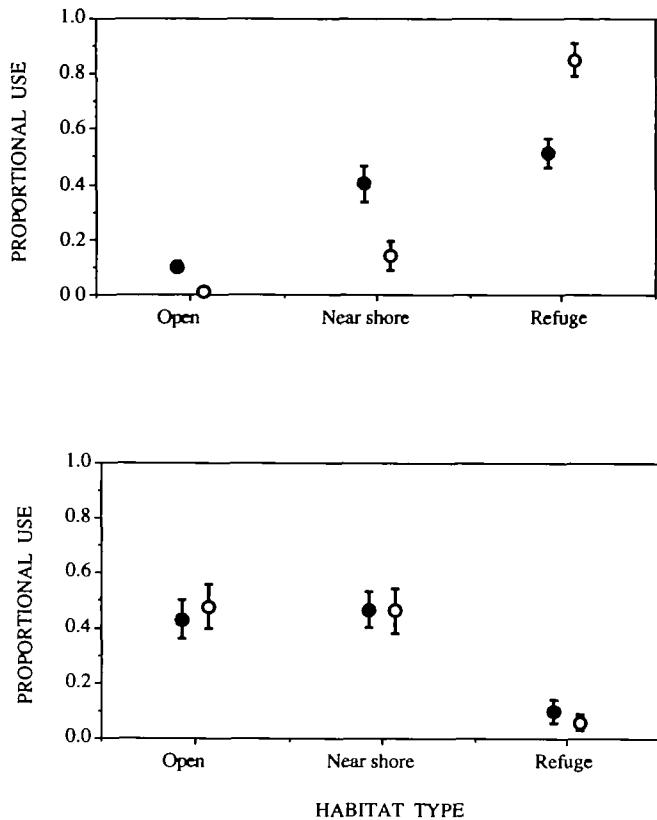 PROPORTIONAL USE
1.0
0.8
0.6
0.4
0.2
0.0
Open Near shore Refuge
PROPORTIONAL USE
1.0
0.8
0.6
0.4
0.2
0.0
Open Near shore Refuge
HABITAT TYPE